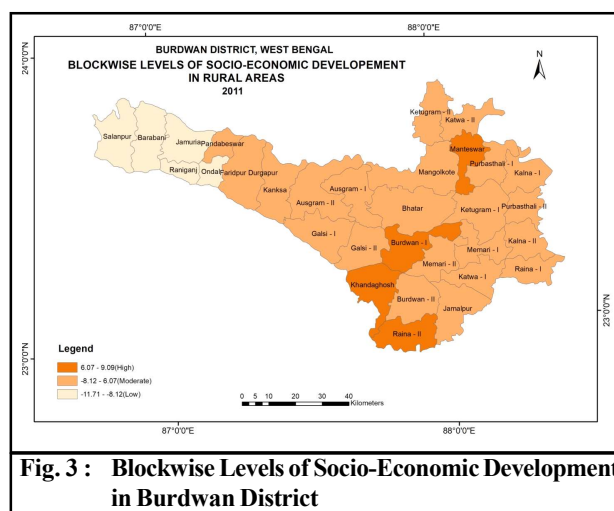 87°0'0"E 88°0'0"E
BURDWAN DISTRICT, WEST BENGAL
BLOCKWISE LEVELS OF SOCIO-ECONOMIC DEVELOPEMENT
IN RURAL AREAS
2011
N
24°0'0"N
24°0'0"N
Ketugram - II
Katwa - II
Salanpur
Barabani
Jamuria
Pandabeswar
Manteswar
Purbasthali - I
Raniganj
Ondal
Faridpur Durgapur
Mangolkote
Kalna - I
Kanksa
Ausgram - I
Ausgram - II
Bhatar
Ketugram - I
Purbasthali - II
Galsi - I
Galsi - II
Burdwan - I
Memari - I
Kalna - II
Memari - II
Katwa - I
Raina - I
Khandaghosh
Burdwan - II
Jamalpur
Raina - II
23°0'0"N
23°0'0"N
Legend
6.07 - 9.09(High)
-8.12 - 6.07(Moderate)
-11.71 - -8.12(Low)
0 5 10 20 30 40
Kilometers
87°0'0"E 88°0'0"E
Fig. 3 : Blockwise Levels of Socio-Economic Development
in Burdwan District